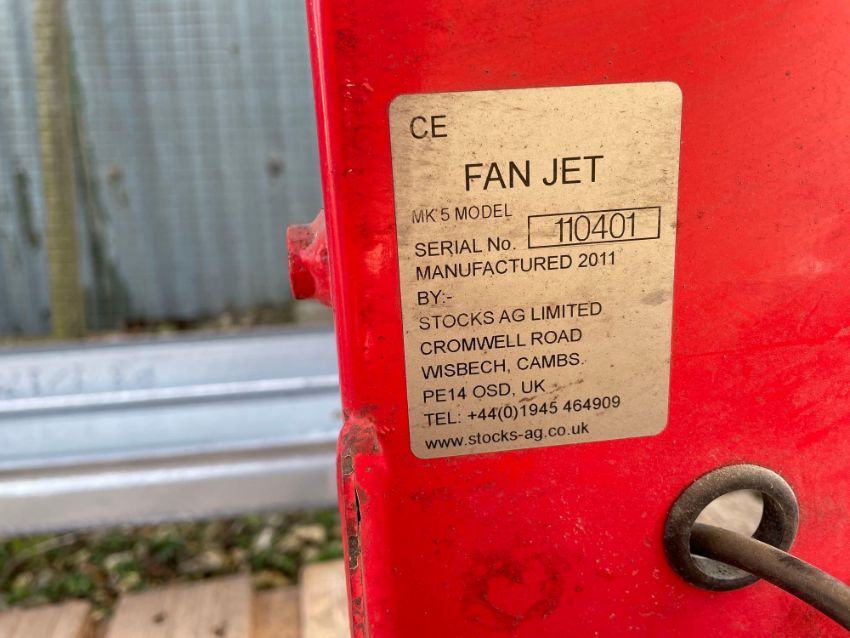 CE
FAN JET
MK 5 MODEL
SERIAL No. 110401
MANUFACTURED 2011
BY:-
STOCKS AG LIMITED
CROMWELL ROAD
WISBECH, CAMBS.
PE14 OSD, UK
TEL: +44(0)1945 464909
www.stocks-ag.co.uk